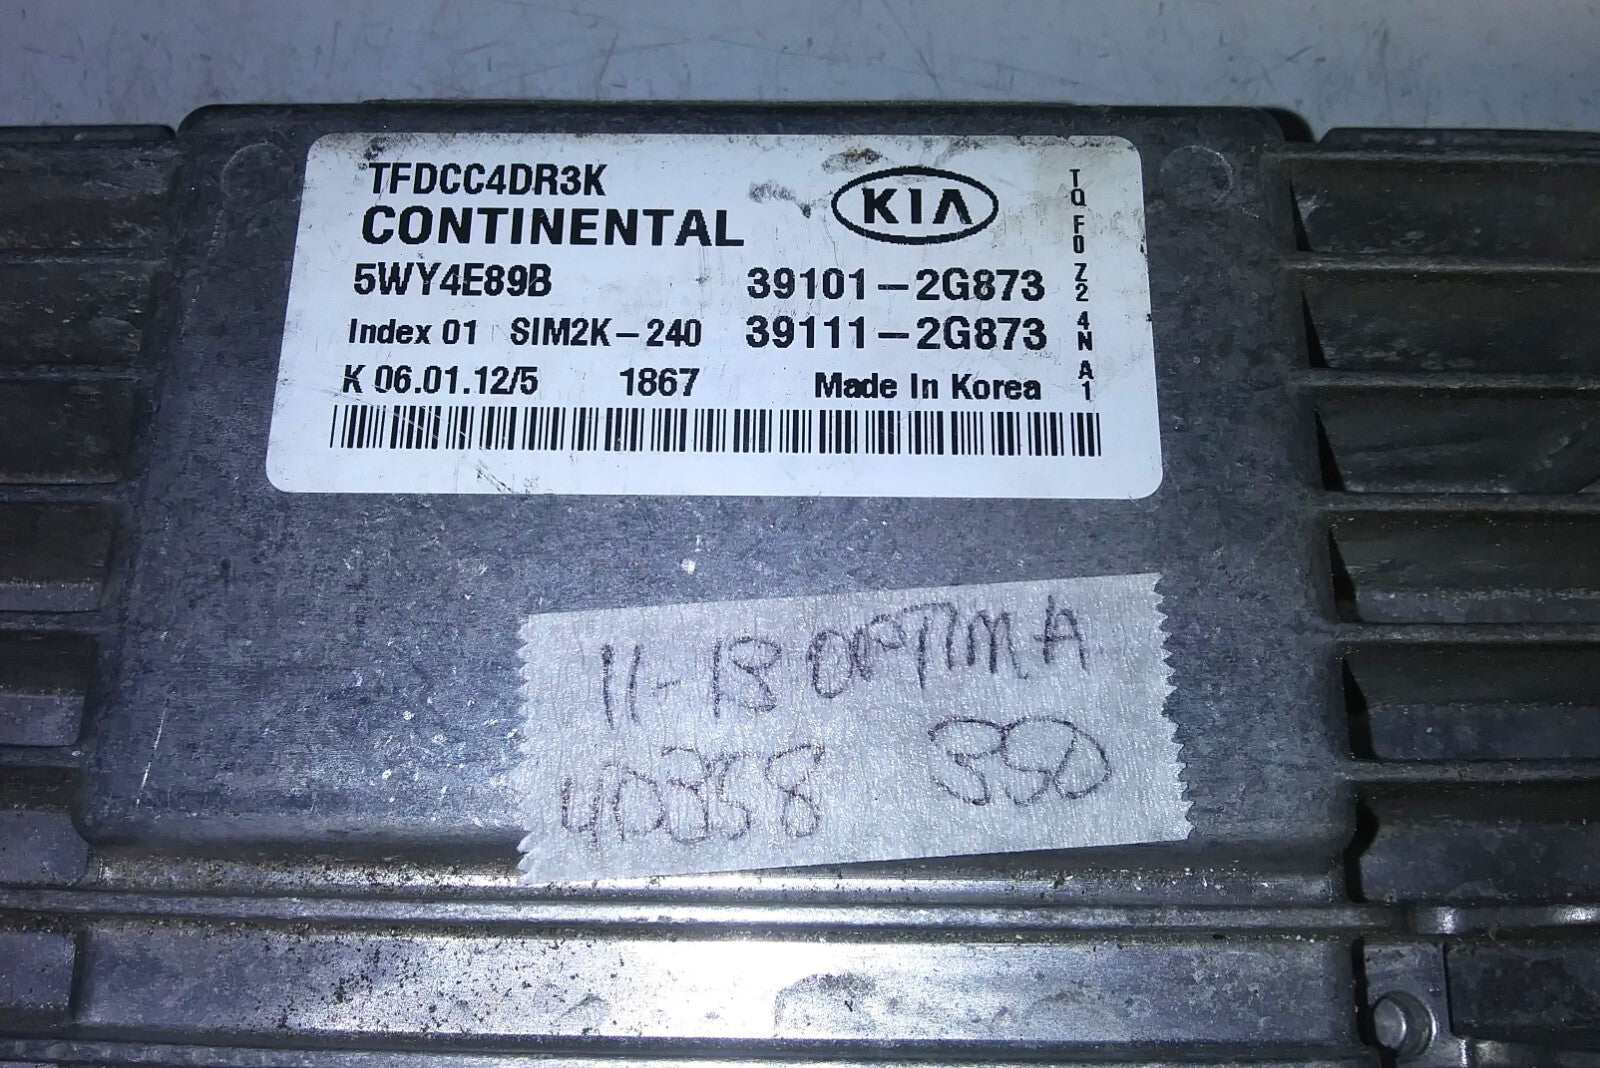 TFDCC4DR3K
CONTINENTAL
KIA
5WY4E89B 39101-2G873
Index 01 SIM2K-240 39111-2G873
K 06.01.12/5 1867 Made In Korea
TQ F0 Z2 4N A1
11-13 OPTIMA
40358 350